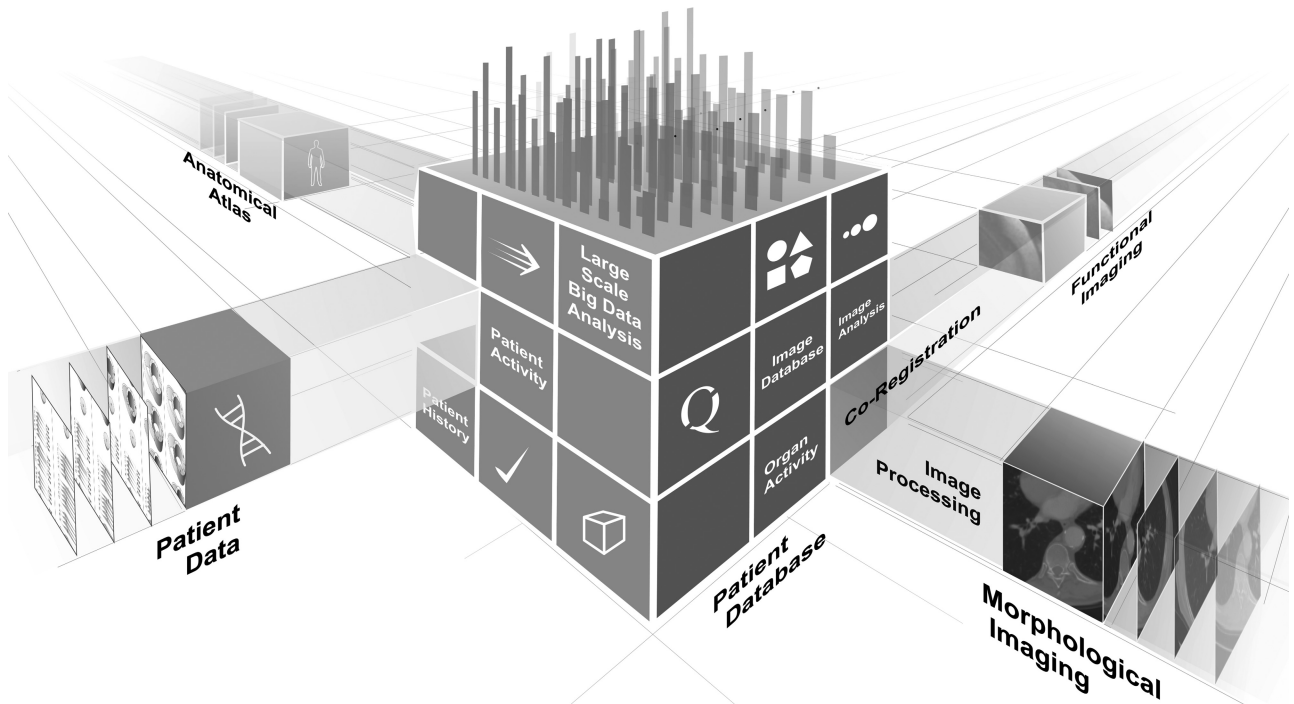 Anatomical
Atlas
Large
Scale
Big Data
Analysis
Patient
Activity
Patient
History
Image
Database
Image
Analysis
Organ
Activity
Functional
Imaging
Co-Registration
Image
Processing
Patient
Data
Patient
Database
Morphological
Imaging